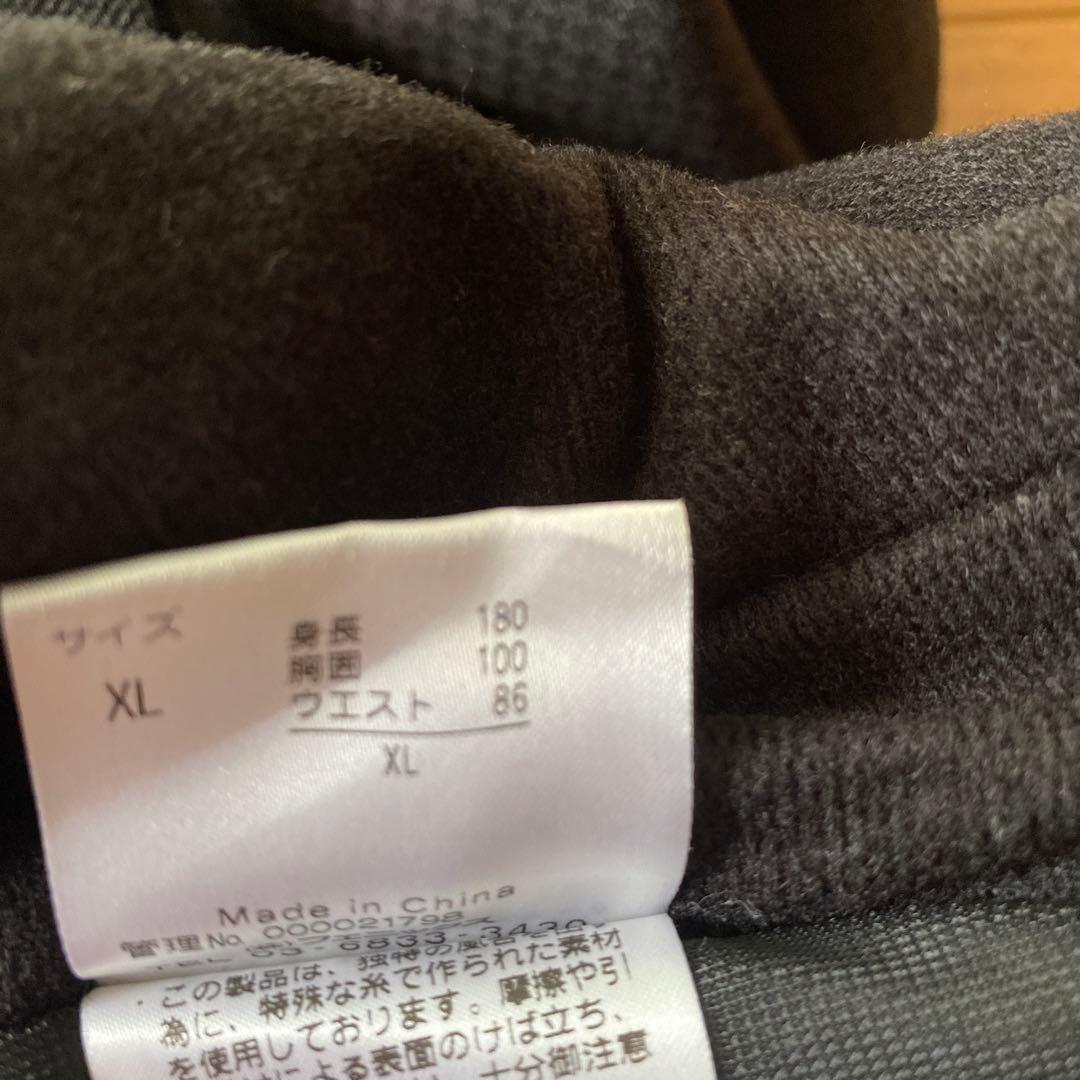 サイズ
XL
身長 180
胸囲 100
ウエスト 86
XL
Made in China
管理No. 000021798
・この製品は、独特の風合
特殊な糸で作られた素材
為に、
を使用しております。摩擦や引
による表面のけば立ち、
十分御注意